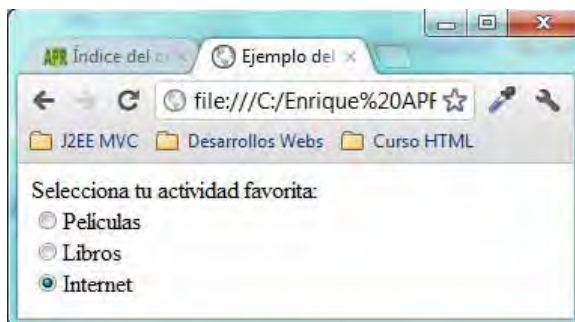 APR Índice del
Ejemplo del
file:///C:/Enrique%20APF
J2EE MVC Desarrollos Webs Curso HTML
Selecciona tu actividad favorita:
Películas
Libros
Internet